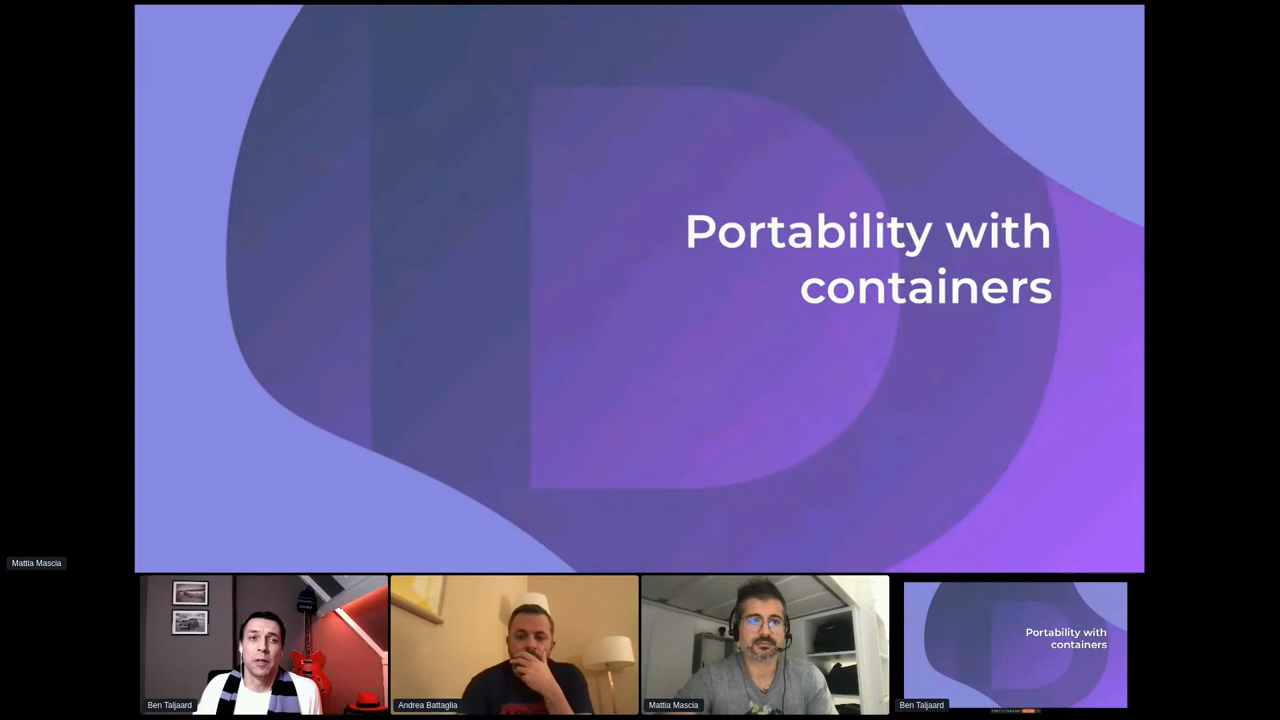 Portability with
containers
Mattia Mascia
Ben Taljaard
Andrea Battaglia
Mattia Mascia
Ben Taljaard
Portability with
containers